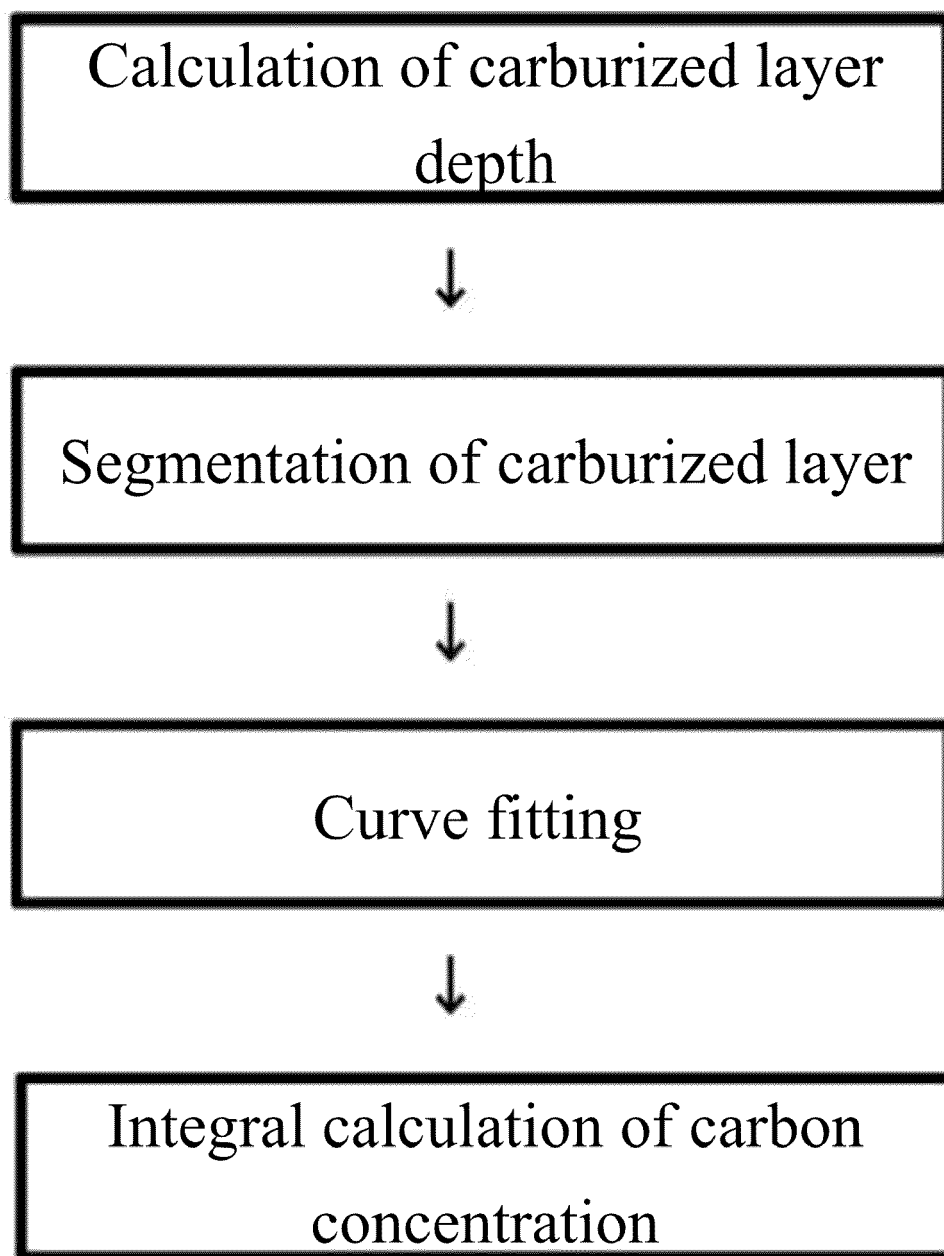 Calculation of carburized layer
depth
Segmentation of carburized layer
Curve fitting
Integral calculation of carbon
concentration